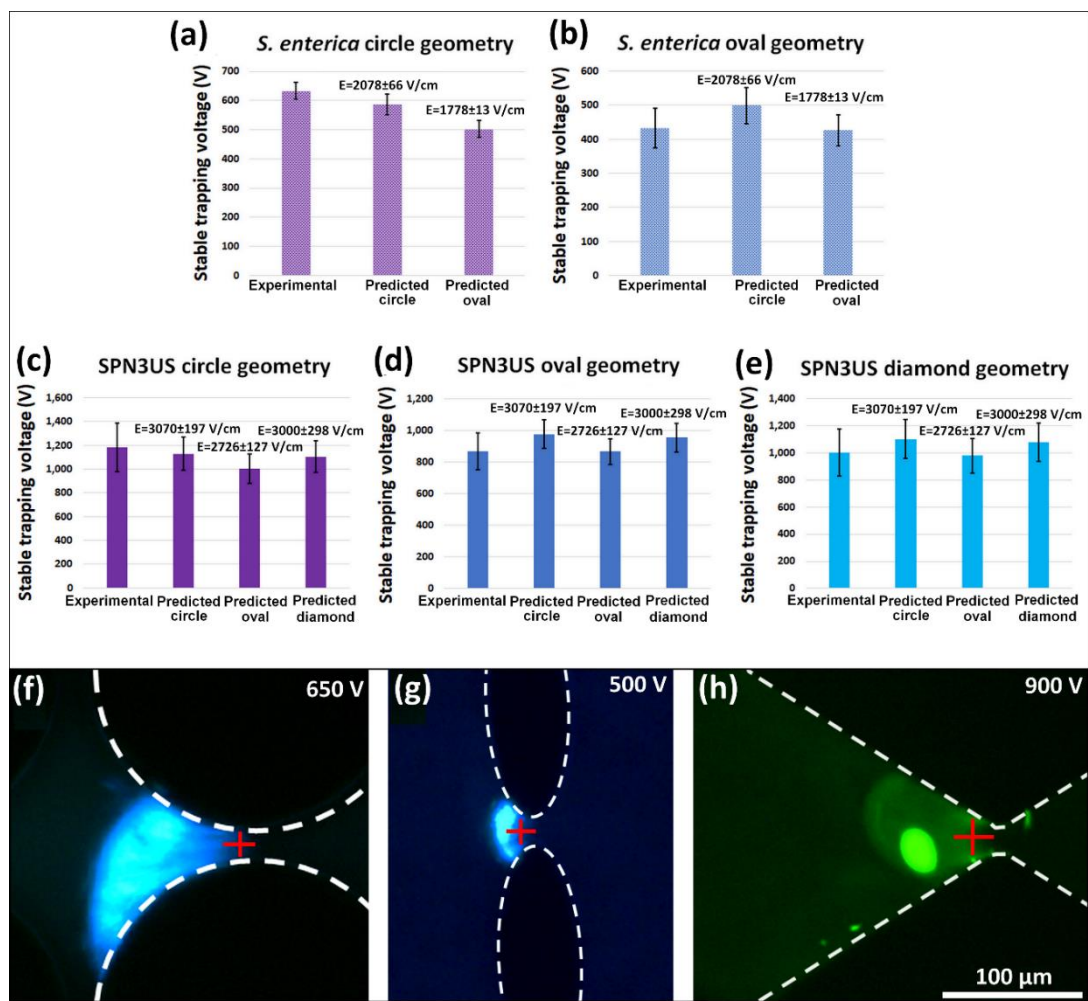 (a)
S. enterica circle geometry
Stable trapping voltage (V)
700
600
500
400
300
200
100
0
E=2078±66 V/cm
E=1778±13 V/cm
Experimental
Predicted circle
Predicted oval
(b)
S. enterica oval geometry
Stable trapping voltage (V)
600
500
400
300
200
100
0
E=2078±66 V/cm
E=1778±13 V/cm
Experimental
Predicted circle
Predicted oval
(c)
SPN3US circle geometry
Stable trapping voltage (V)
1,600
1,400
1,200
1,000
800
600
400
200
0
E=3070±197 V/cm
E=2726±127 V/cm
E=3000±298 V/cm
Experimental
Predicted circle
Predicted oval
Predicted diamond
(d)
SPN3US oval geometry
Stable trapping voltage (V)
1,200
1,000
800
600
400
200
0
E=3070±197 V/cm
E=2726±127 V/cm
E=3000±298 V/cm
Experimental
Predicted circle
Predicted oval
Predicted diamond
(e)
SPN3US diamond geometry
Stable trapping voltage (V)
1,400
1,200
1,000
800
600
400
200
0
E=3070±197 V/cm
E=2726±127 V/cm
E=3000±298 V/cm
Experimental
Predicted circle
Predicted oval
Predicted diamond
(f)
650 V
(g)
500 V
(h)
900 V
100 µm